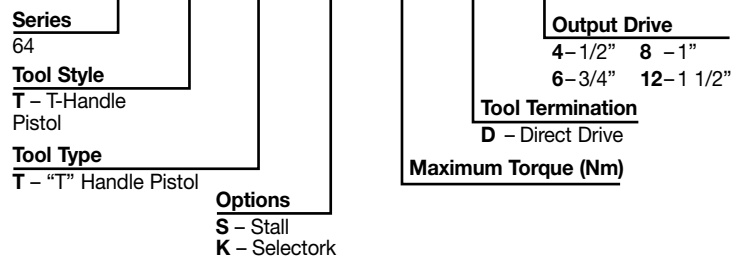 Series
64
Tool Style
T – T-Handle
Pistol
Tool Type
T – “T” Handle Pistol
Options
S – Stall
K – Selectork
Output Drive
4–1/2” 8 –1”
6–3/4” 12–1 1/2”
Tool Termination
D – Direct Drive
Maximum Torque (Nm)